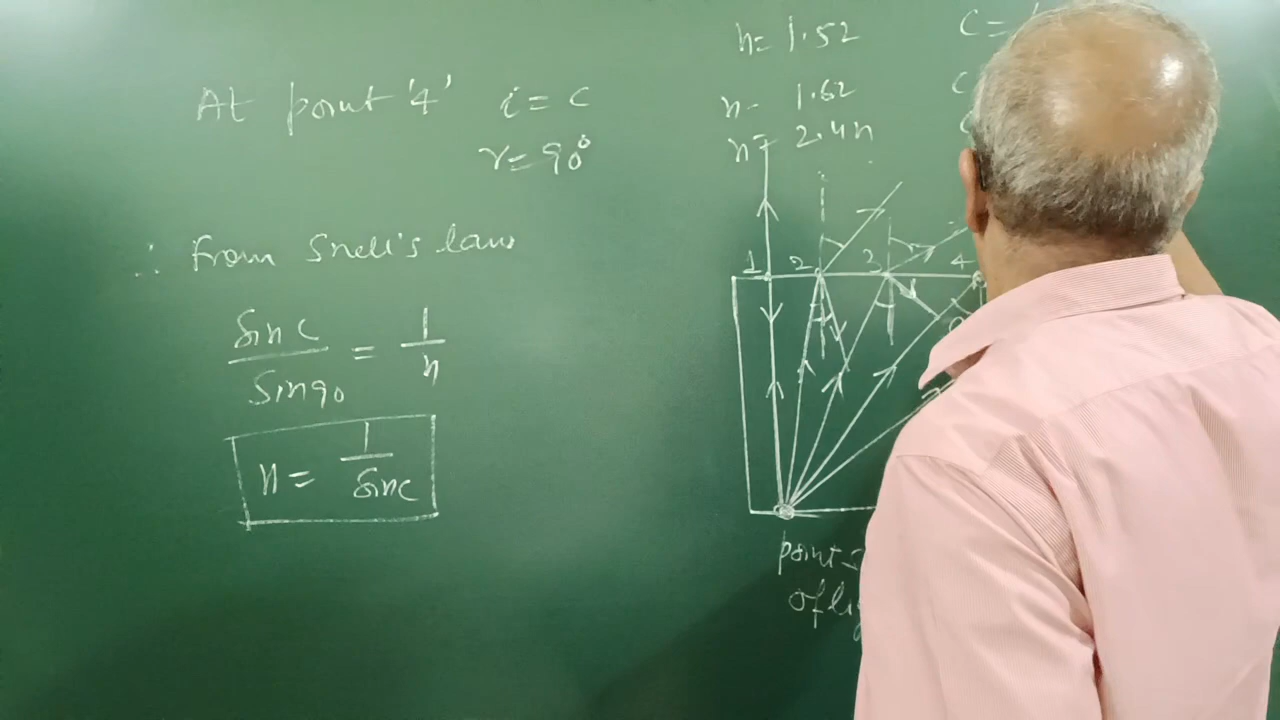 At point '4' i = c
r = 90°
∴ From Snell's law
sin c
sin 90
=
1
n
n =
1
sin c
n = 1.52 C =
n - 1.62 C
n = 2.4n
1 2 3 4
point
of